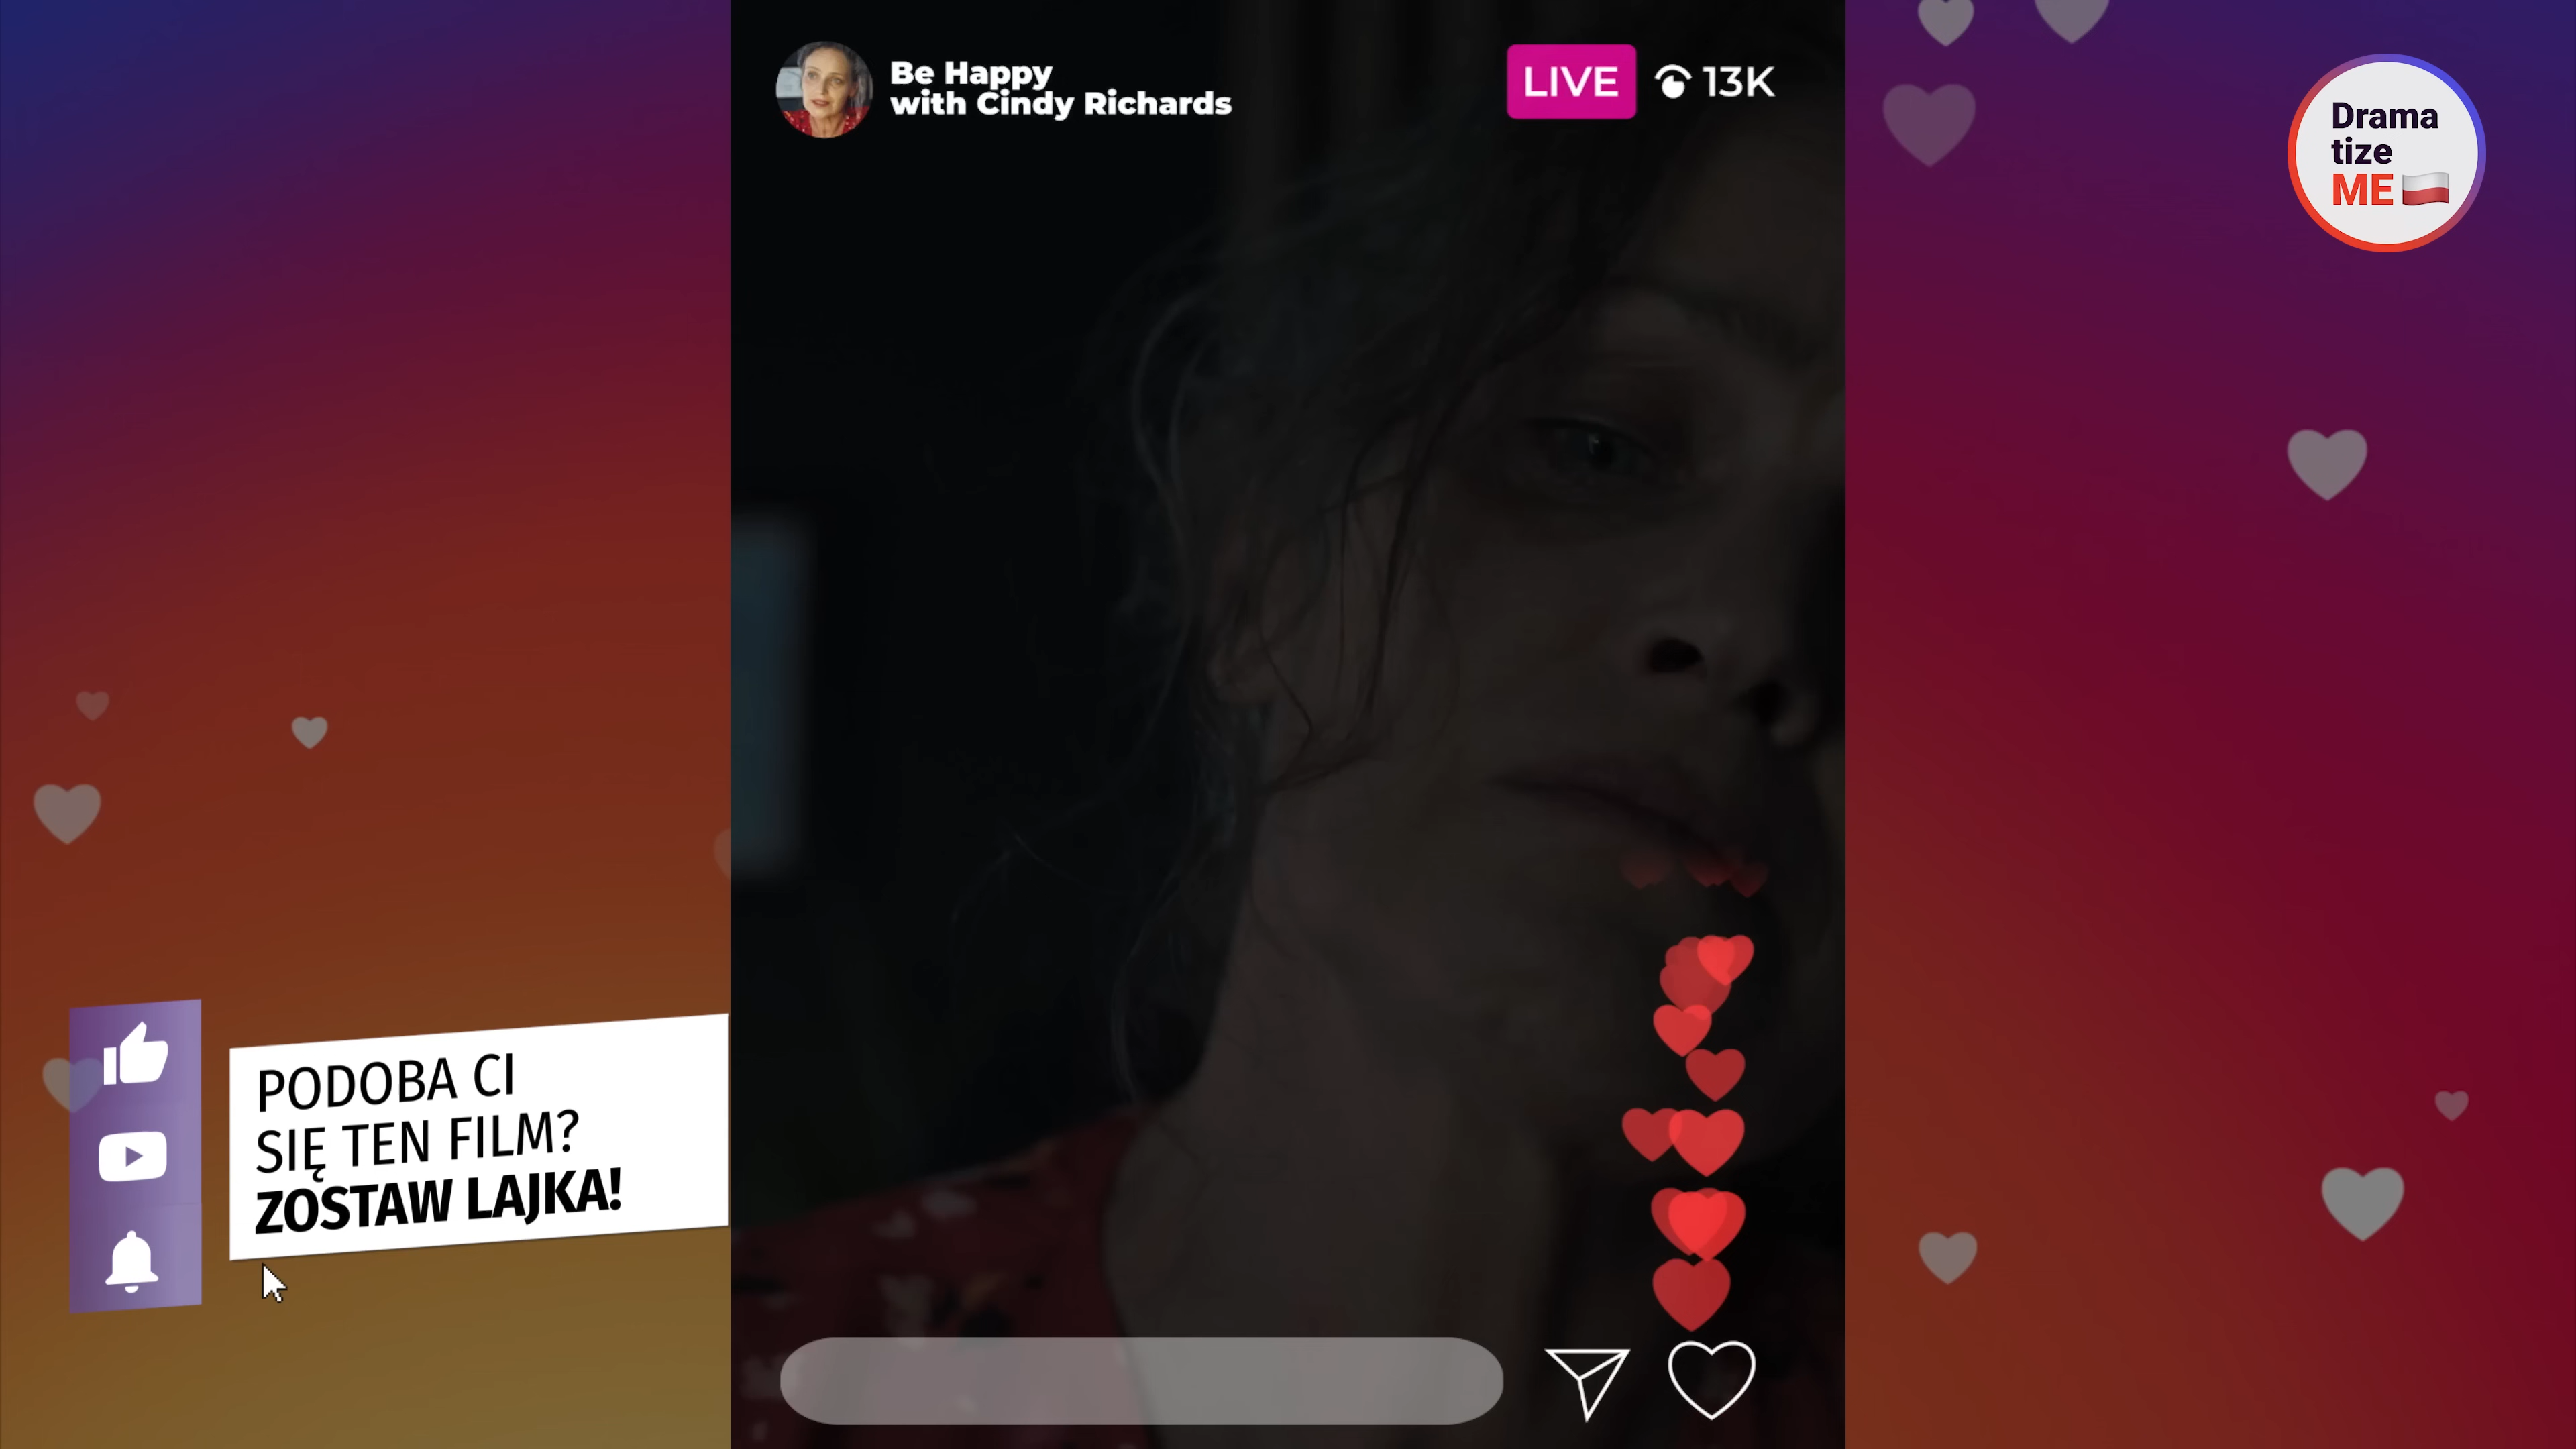 Be Happy
with Cindy Richards
LIVE 13K
Drama
tize
ME
PODOBA CI
SIĘ TEN FILM?
ZOSTAW LAJKA!